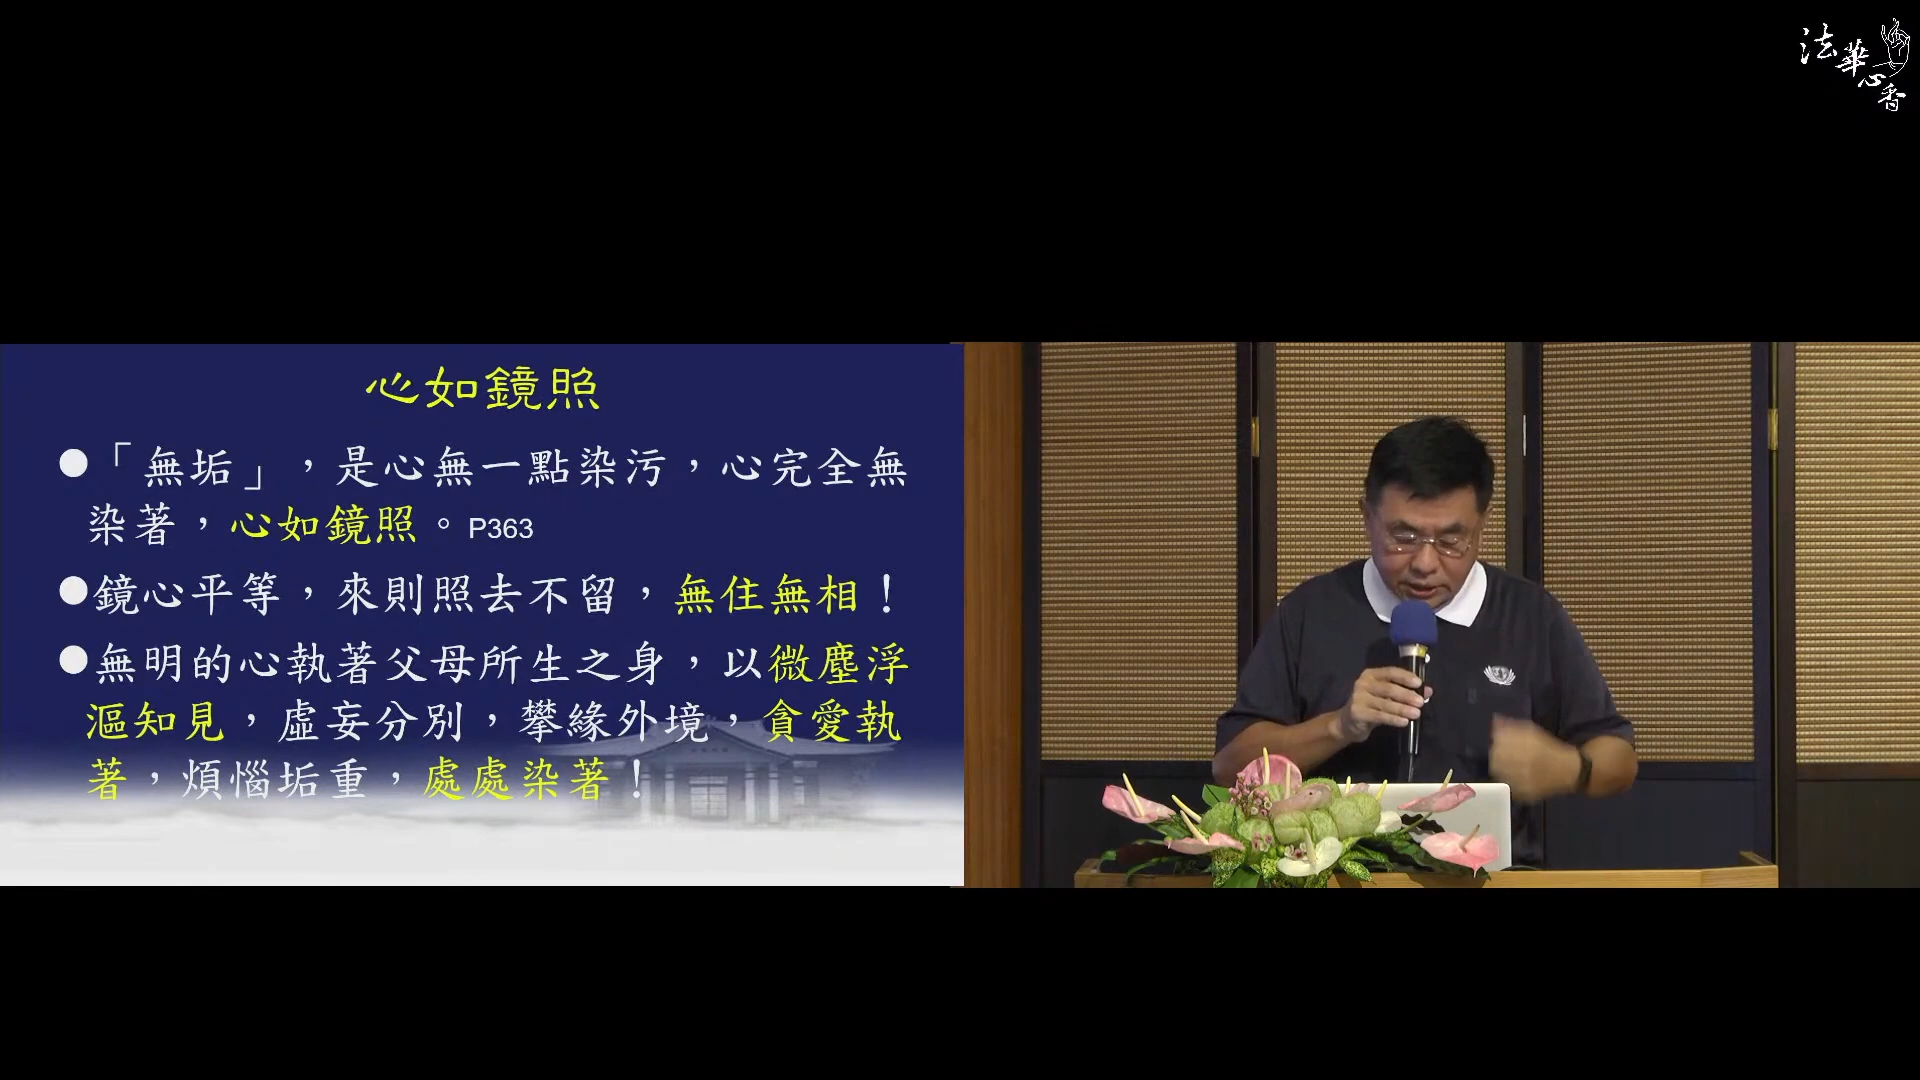 法華心香
心如鏡照
●「無垢」，是心無一點染污，心完全無
染著，心如鏡照。P363
●鏡心平等，來則照去不留，無住無相！
●無明的心執著父母所生之身，以微塵浮
漚知見，虛妄分別，攀緣外境，貪愛執
著，煩惱垢重，處處染著！